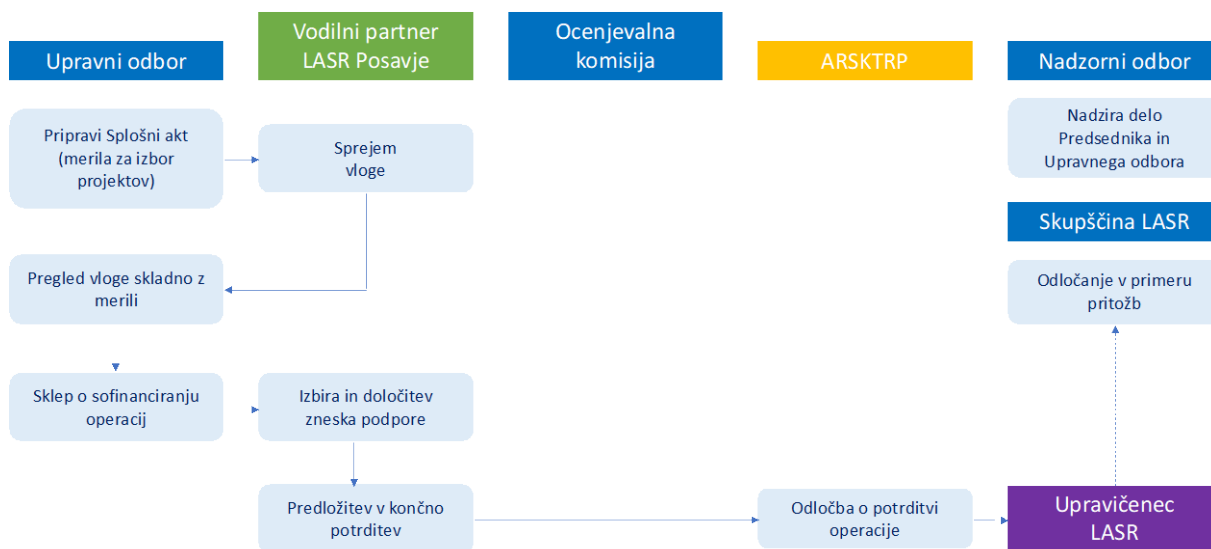 Upravni odbor
Vodilni partner
LASR Posavje
Ocenjevalna
komisija
ARSKTRP
Nadzorni odbor
Pripravi Splošni akt
(merila za izbor
projektov)
Sprejem
vloge
Nadzira delo
Predsednika in
Upravnega odbora
Skupščina LASR
Pregled vloge skladno z
merili
Odločanje v primeru
pritožb
Sklep o sofinanciranju
operacij
Izbira in določitev
zneska podpore
Predložitev v končno
potrditev
Odločba o potrditvi
operacije
Upravičenec
LASR